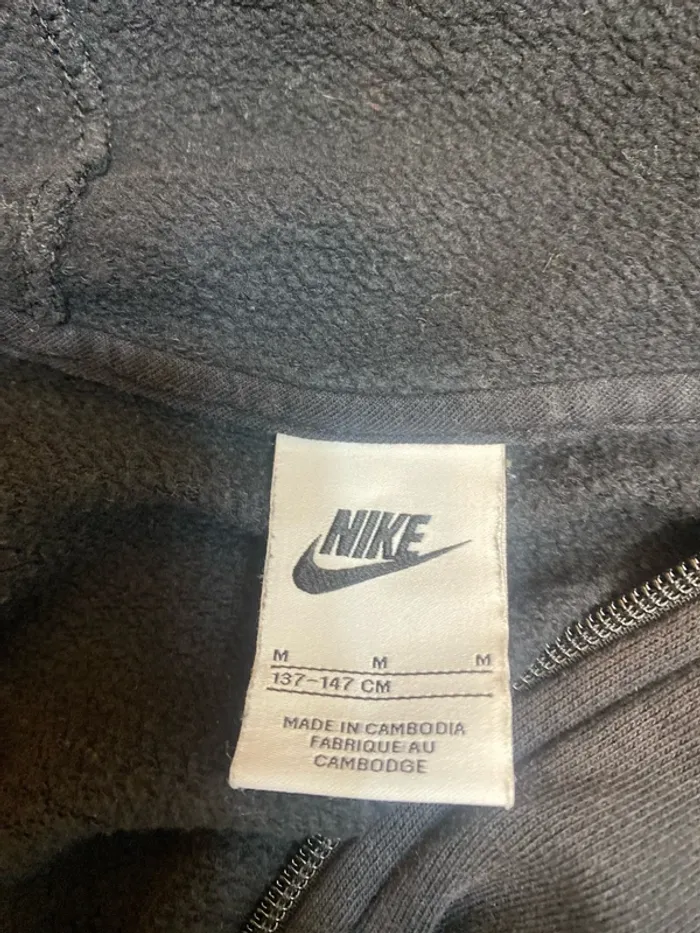 NIKE
M M M
137-147 CM
MADE IN CAMBODIA
FABRIQUE AU
CAMBODGE